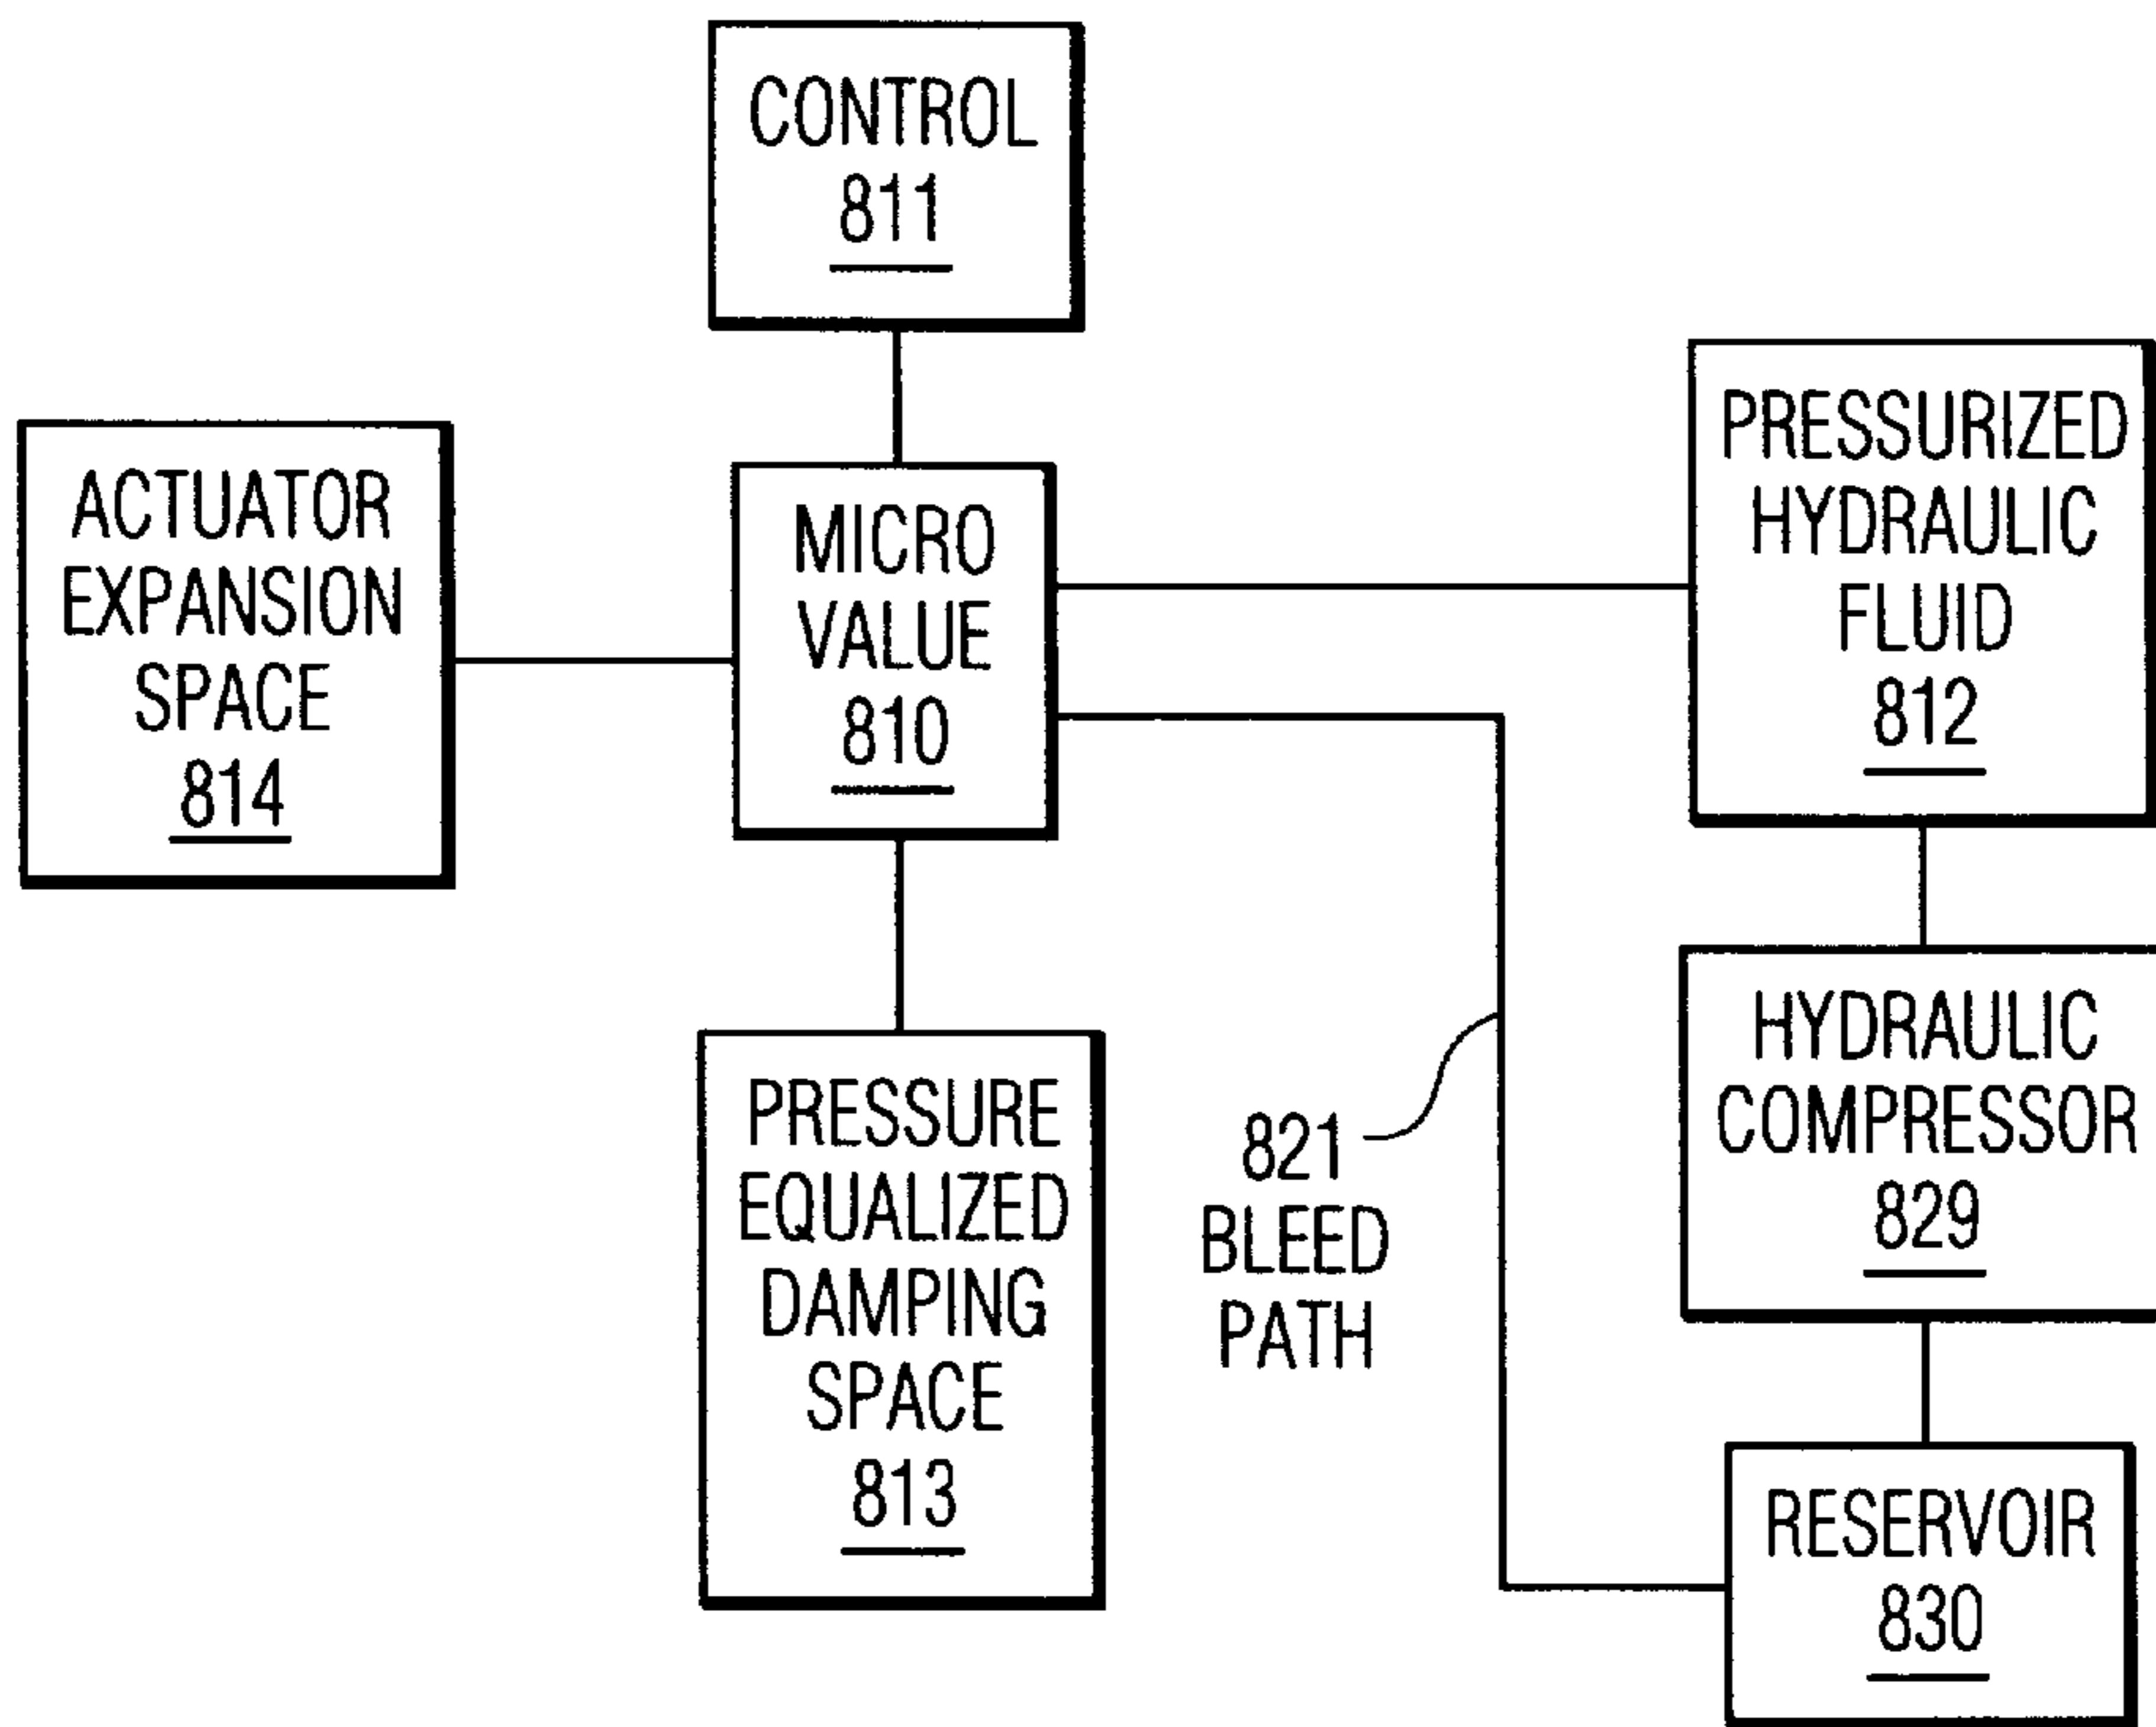 CONTROL
811
ACTUATOR
EXPANSION
SPACE
814
MICRO
VALUE
810
PRESSURIZED
HYDRAULIC
FLUID
812
PRESSURE
EQUALIZED
DAMPING
SPACE
813
821
BLEED
PATH
HYDRAULIC
COMPRESSOR
829
RESERVOIR
830